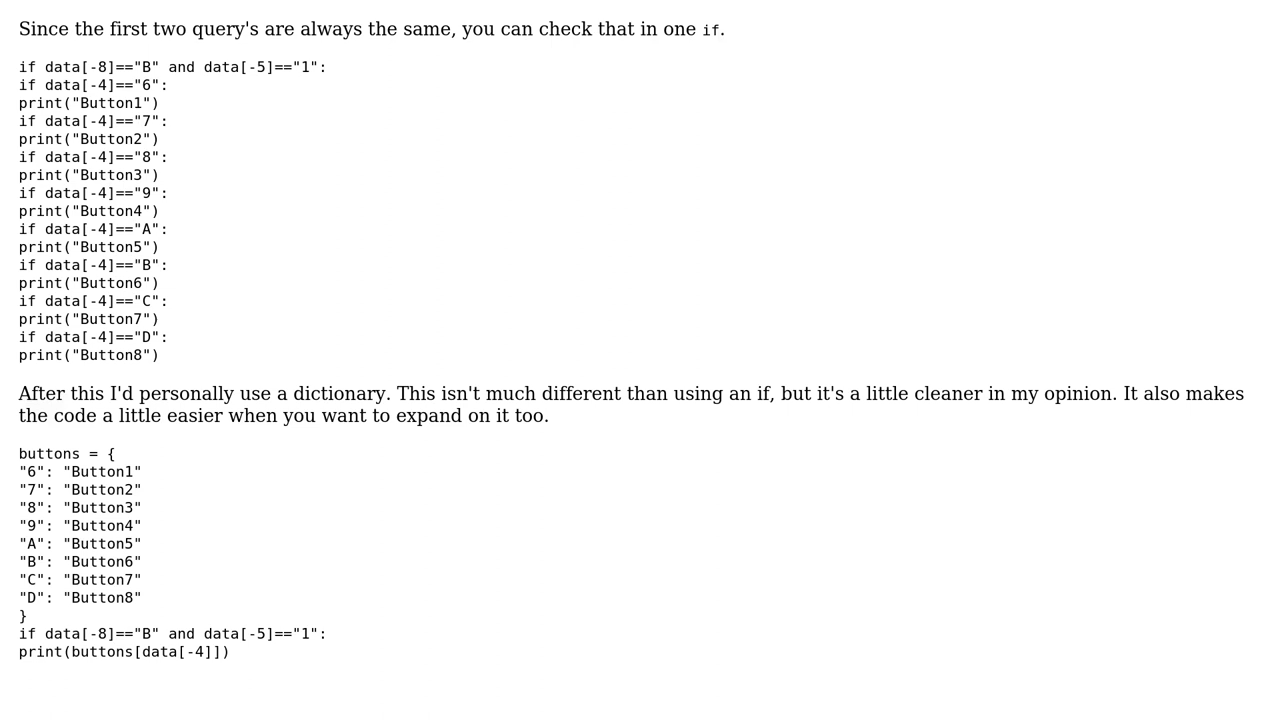 Since the first two query's are always the same, you can check that in one if.
if data[-8]=="B" and data[-5]=="1":
if data[-4]=="6":
print("Button1")
if data[-4]=="7":
print("Button2")
if data[-4]=="8":
print("Button3")
if data[-4]=="9":
print("Button4")
if data[-4]=="A":
print("Button5")
if data[-4]=="B":
print("Button6")
if data[-4]=="C":
print("Button7")
if data[-4]=="D":
print("Button8")
After this I'd personally use a dictionary. This isn't much different than using an if, but it's a little cleaner in my opinion. It also makes
the code a little easier when you want to expand on it too.
buttons = {
"6": "Button1"
"7": "Button2"
"8": "Button3"
"9": "Button4"
"A": "Button5"
"B": "Button6"
"C": "Button7"
"D": "Button8"
}
if data[-8]=="B" and data[-5]=="1":
print(buttons[data[-4]])